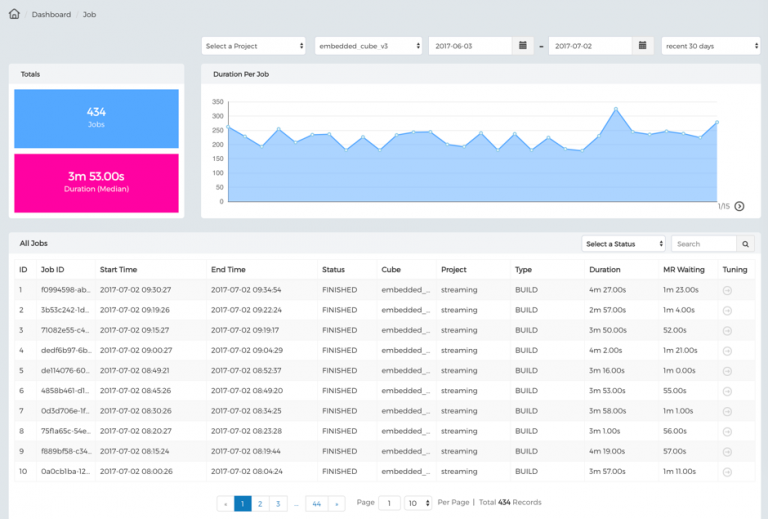 Dashboard / Job
Select a Project embedded_cube_v3 2017-06-03 - 2017-07-02 recent 30 days
Totals
434
Jobs
3m 53.00s
Duration (Median)
Duration Per Job
350
300
250
200
150
100
50
0
1/15
All Jobs Select a Status Search
ID Job ID Start Time End Time Status Cube Project Type Duration MR Waiting Tuning
1 f0994598-ab... 2017-07-02 09:30:27 2017-07-02 09:34:54 FINISHED embedded_... streaming BUILD 4m 27.00s 1m 23.00s
2 3b53c242-1d... 2017-07-02 09:19:26 2017-07-02 09:22:24 FINISHED embedded_... streaming BUILD 2m 57.00s 1m 4.00s
3 71082e55-c4... 2017-07-02 09:15:27 2017-07-02 09:19:17 FINISHED embedded_... streaming BUILD 3m 50.00s 52.00s
4 dedf6b97-6b... 2017-07-02 09:00:27 2017-07-02 09:04:29 FINISHED embedded_... streaming BUILD 4m 2.00s 1m 21.00s
5 de114076-60... 2017-07-02 08:49:21 2017-07-02 08:52:37 FINISHED embedded_... streaming BUILD 3m 16.00s 1m 0.00s
6 4858b461-d1... 2017-07-02 08:45:26 2017-07-02 08:49:20 FINISHED embedded_... streaming BUILD 3m 53.00s 55.00s
7 0d3d706e-1f... 2017-07-02 08:30:26 2017-07-02 08:34:25 FINISHED embedded_... streaming BUILD 3m 58.00s 1m 1.00s
8 75f1a65c-54e... 2017-07-02 08:20:27 2017-07-02 08:23:28 FINISHED embedded_... streaming BUILD 3m 1.00s 56.00s
9 f889bf58-c34... 2017-07-02 08:15:24 2017-07-02 08:19:44 FINISHED embedded_... streaming BUILD 4m 19.00s 57.00s
10 0a0cb1ba-12... 2017-07-02 08:00:26 2017-07-02 08:04:24 FINISHED embedded_... streaming BUILD 3m 57.00s 1m 11.00s
« 1 2 3 ... 44 » Page 1 10 Per Page | Total 434 Records